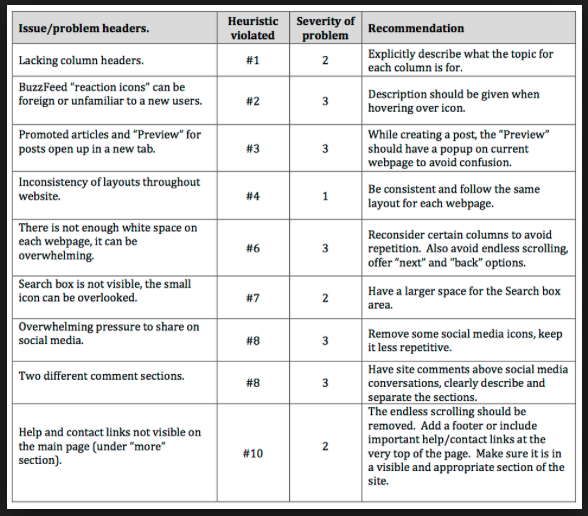 Issue/problem headers.
Heuristic
violated
Severity of
problem
Recommendation
Lacking column headers.
#1
2
Explicitly describe what the topic for
each column is for.
BuzzFeed “reaction icons” can be
foreign or unfamiliar to a new users.
#2
3
Description should be given when
hovering over icon.
Promoted articles and “Preview” for
posts open up in a new tab.
#3
3
While creating a post, the “Preview”
should have a popup on current
webpage to avoid confusion.
Inconsistency of layouts throughout
website.
#4
1
Be consistent and follow the same
layout for each webpage.
There is not enough white space on
each webpage, it can be
overwhelming.
#6
3
Reconsider certain columns to avoid
repetition. Also avoid endless scrolling,
offer “next” and “back” options.
Search box is not visible, the small
icon can be overlooked.
#7
2
Have a larger space for the Search box
area.
Overwhelming pressure to share on
social media.
#8
3
Remove some social media icons, keep
it less repetitive.
Two different comment sections.
#8
3
Have site comments above social media
conversations, clearly describe and
separate the sections.
Help and contact links not visible on
the main page (under “more”
section).
#10
2
The endless scrolling should be
removed. Add a footer or include
important help/contact links at the
very top of the page. Make sure it is in
a visible and appropriate section of the
site.